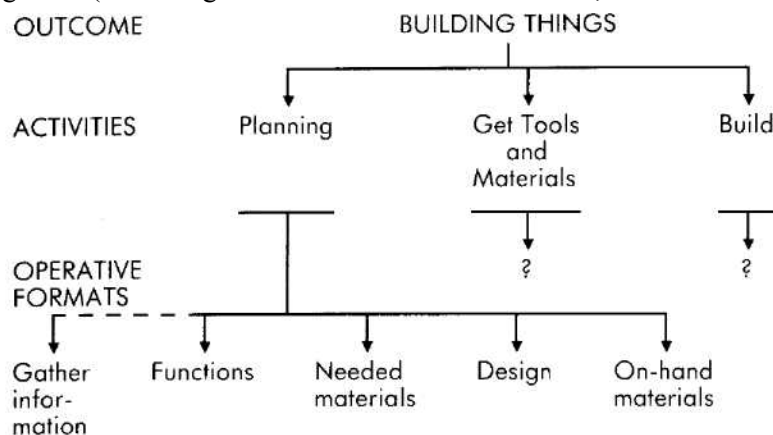 OUTCOME BUILDING THINGS
ACTIVITIES Planning Get Tools Build
and
Materials
OPERATIVE ? ?
FORMATS
Gather Functions Needed Design On-hand
infor- materials materials
mation